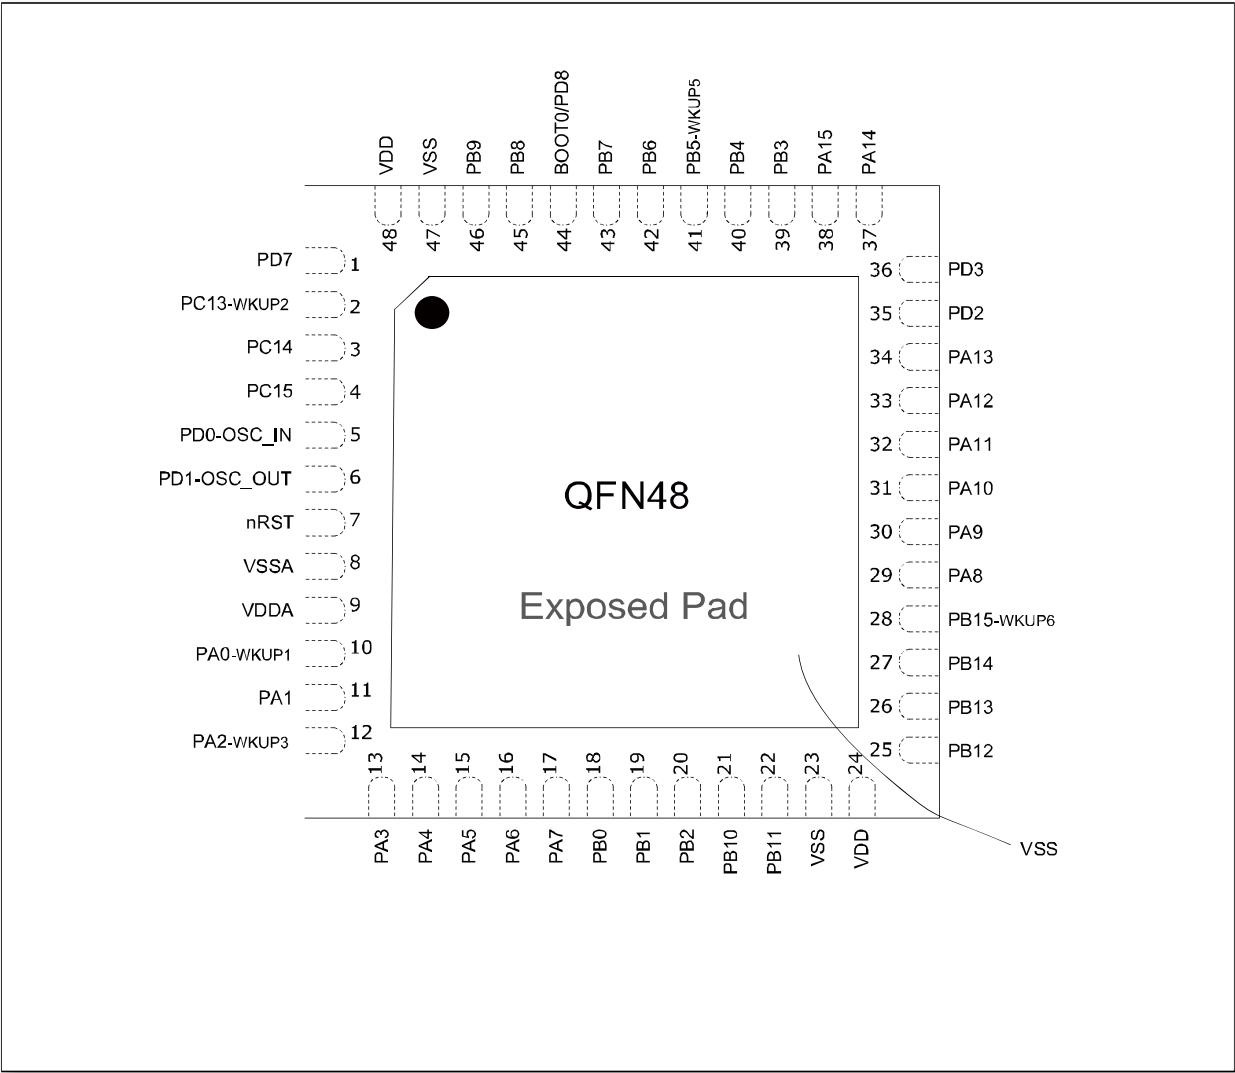 VDD
VSS
PB9
PB8
BOOT0/PD8
PB7
PB6
PB5-WKUP5
PB4
PB3
PA15
PA14
48
47
46
45
44
43
42
41
40
39
38
37
PD7 1
PC13-WKUP2 2
PC14 3
PC15 4
PD0-OSC_IN 5
PD1-OSC_OUT 6
nRST 7
VSSA 8
VDDA 9
PA0-WKUP1 10
PA1 11
PA2-WKUP3 12
36 PD3
35 PD2
34 PA13
33 PA12
32 PA11
31 PA10
30 PA9
29 PA8
28 PB15-WKUP6
27 PB14
26 PB13
25 PB12
QFN48
Exposed Pad
13
14
15
16
17
18
19
20
21
22
23
24
PA3
PA4
PA5
PA6
PA7
PB0
PB1
PB2
PB10
PB11
VSS
VDD
VSS